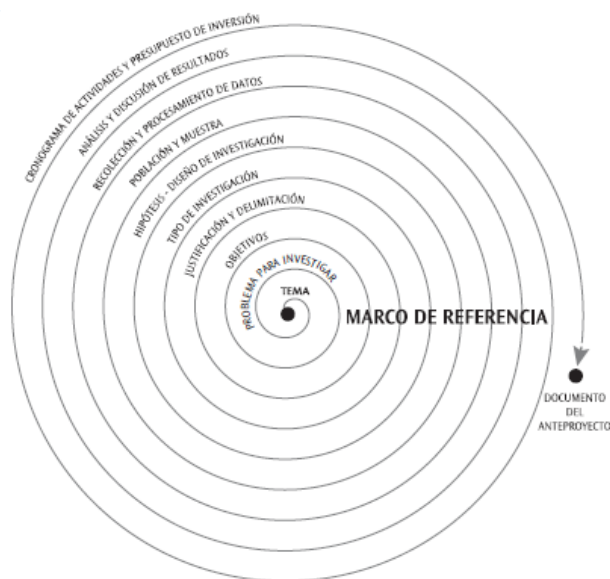 CRONOGRAMA DE ACTIVIDADES Y PRESUPUESTO DE INVERSIÓN
ANÁLISIS Y DISCUSIÓN DE RESULTADOS
RECOLECCIÓN Y PROCESAMIENTO DE DATOS
POBLACIÓN Y MUESTRA
HIPÓTESIS - DISEÑO DE INVESTIGACIÓN
TIPO DE INVESTIGACIÓN
JUSTIFICACIÓN Y DELIMITACIÓN
OBJETIVOS
PROBLEMA PARA INVESTIGAR
TEMA
MARCO DE REFERENCIA
DOCUMENTO
DEL
ANTEPROYECTO